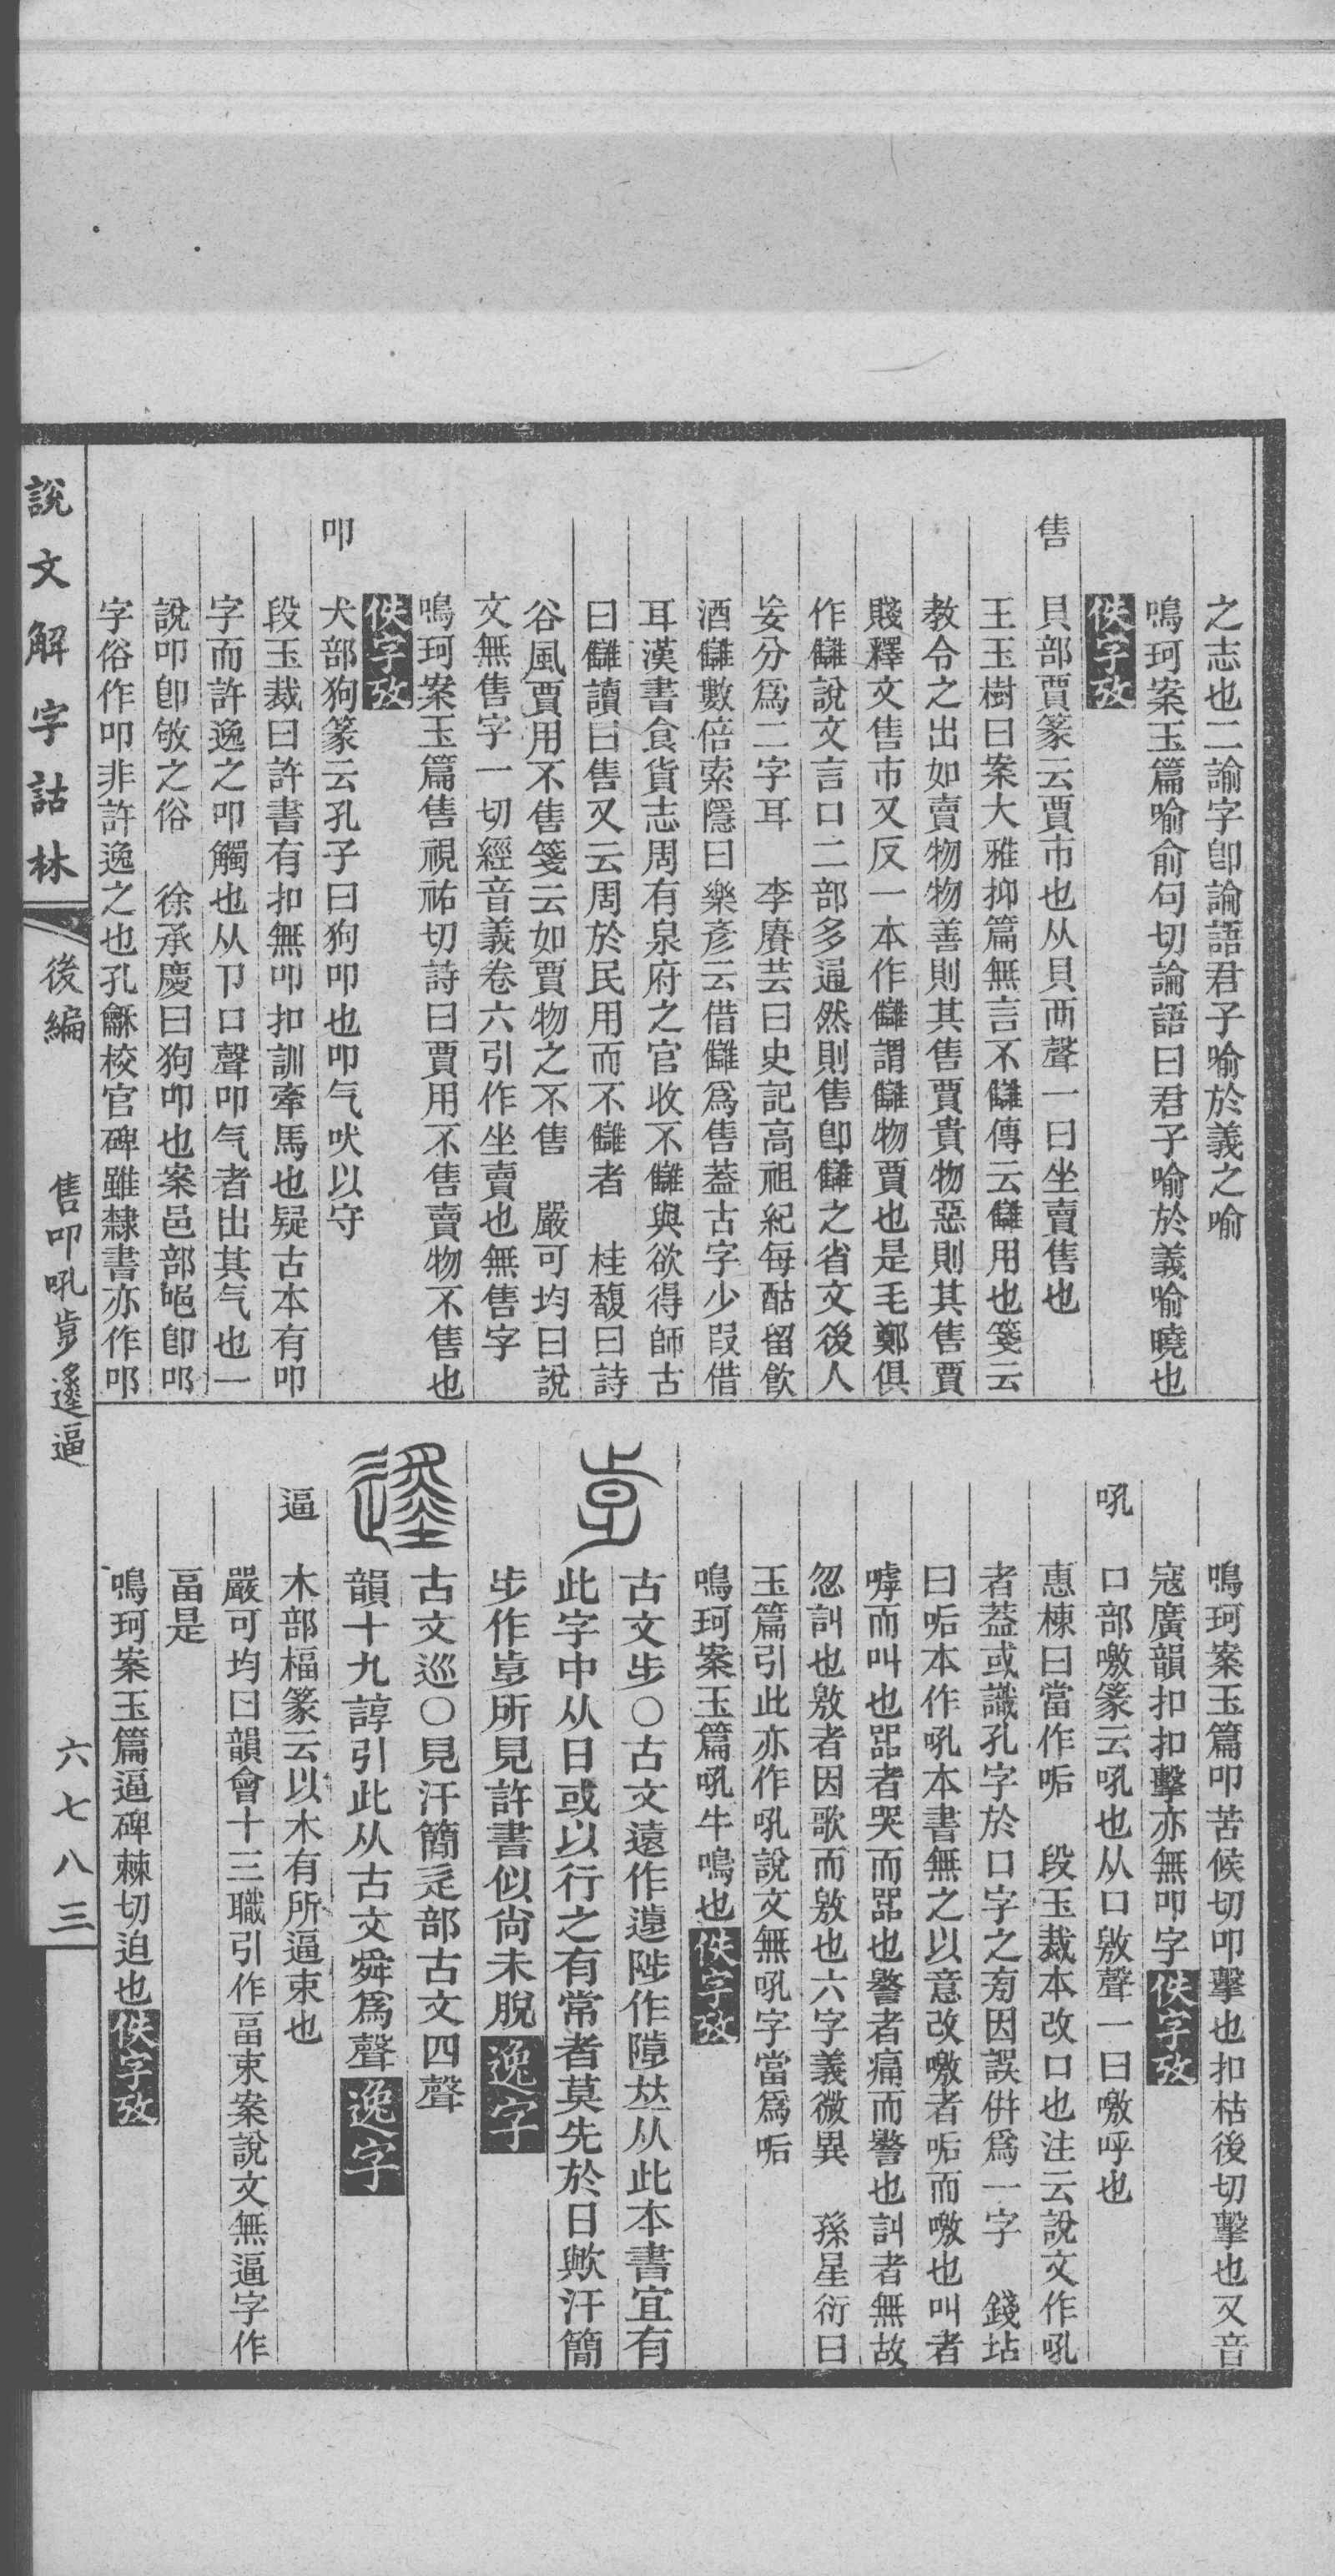 之志也二諭字卽論語君子喻於義之喻
鳴珂案玉篇喻俞句切論語曰君子喻於義喻曉也
佚字攷
售　貝部賈篆云賈市也从貝襾聲一曰坐賣售也
王玉樹曰案大雅抑篇無言不讎傳云讎用也箋云
教令之出如賣物物善則其售賈貴物惡則其售賈
賤釋文售市又反一本作讎謂讎物賈也是毛鄭俱
作讎說文言口二部多通然則售卽讎之省文後人
妄分爲二字耳　李賡芸曰史記高祖紀每酤留飮
酒讎數倍索隱曰樂彥云借讎爲售蓋古字少叚借
耳漢書食貨志周有泉府之官收不讎與欲得師古
曰讎讀曰售又云周於民用而不讎者　桂馥曰詩
谷風賈用不售箋云如賈物之不售　嚴可均曰說
文無售字一切經音義卷六引作坐賣也無售字
鳴珂案玉篇售視祐切詩曰賈用不售賣物不售也
佚字攷
叩　犬部狗篆云孔子曰狗叩也叩气吠以守
段玉裁曰許書有扣無叩扣訓牽馬也疑古本有叩
字而許逸之叩觸也从卩口聲叩气者出其气也一
說叩卽敂之俗　徐承慶曰狗叩也案邑部𨙫卽叩
字俗作叩非許逸之也孔龢校官碑雖隸書亦作叩
鳴珂案玉篇叩苦候切叩擊也扣枯後切擊也又音
寇廣韻扣扣擊亦無叩字佚字攷
吼　口部噭篆云吼也从口敫聲一曰噭呼也
惠棟曰當作㖃　段玉裁本改口也注云說文作吼
者蓋或識孔字於口字之㫄因誤倂爲一字　錢坫
曰㖃本作吼本書無之以意改噭者㖃而噭也叫者
嘑而叫也噐者哭而噐也警者痛而警也訆者無故
忽訆也敫者因歌而敫也六字義微異　孫星衍曰
玉篇引此亦作吼說文無吼字當爲㖃
鳴珂案玉篇吼牛鳴也佚字攷
古文步〇古文遠作𨖸陟作𨽌𠀤从此本書宜有
此字中从日或以行之有常者莫先於日歟汗簡
步作𣥠所見許書似尙未脫逸字
古文巡〇見汗簡辵部古文四聲
韻十九諄引此从古文舜爲聲逸字
逼　木部楅篆云以木有所逼束也
嚴可均曰韻會十三職引作畐束案說文無逼字作
畐是
鳴珂案玉篇逼碑棘切迫也佚字攷
說文解字詁林
後編　售叩吼　逼
六七八三